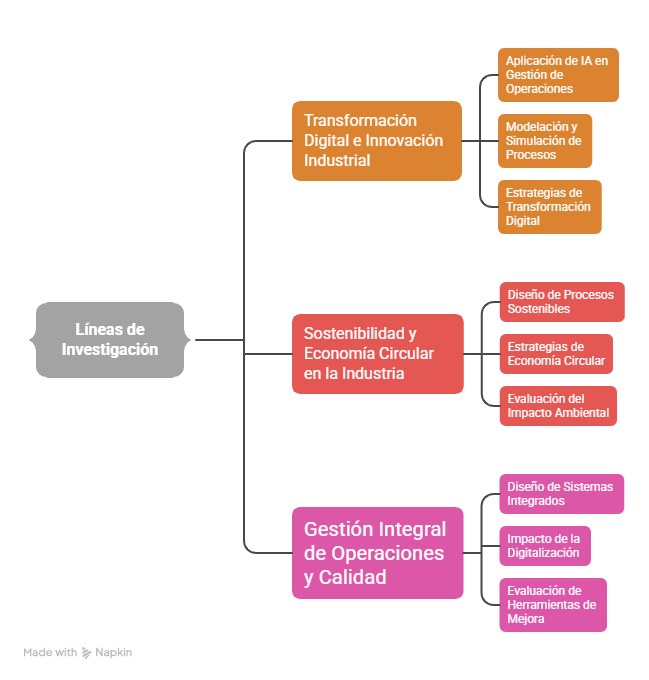 Líneas de
Investigación
Transformación
Digital e Innovación
Industrial
Aplicación de IA en
Gestión de
Operaciones
Modelación y
Simulación de
Procesos
Estrategias de
Transformación
Digital
Sostenibilidad y
Economía Circular
en la Industria
Diseño de Procesos
Sostenibles
Estrategias de
Economía Circular
Evaluación del
Impacto Ambiental
Gestión Integral
de Operaciones
y Calidad
Diseño de Sistemas
Integrados
Impacto de la
Digitalización
Evaluación de
Herramientas de
Mejora
Made with Napkin